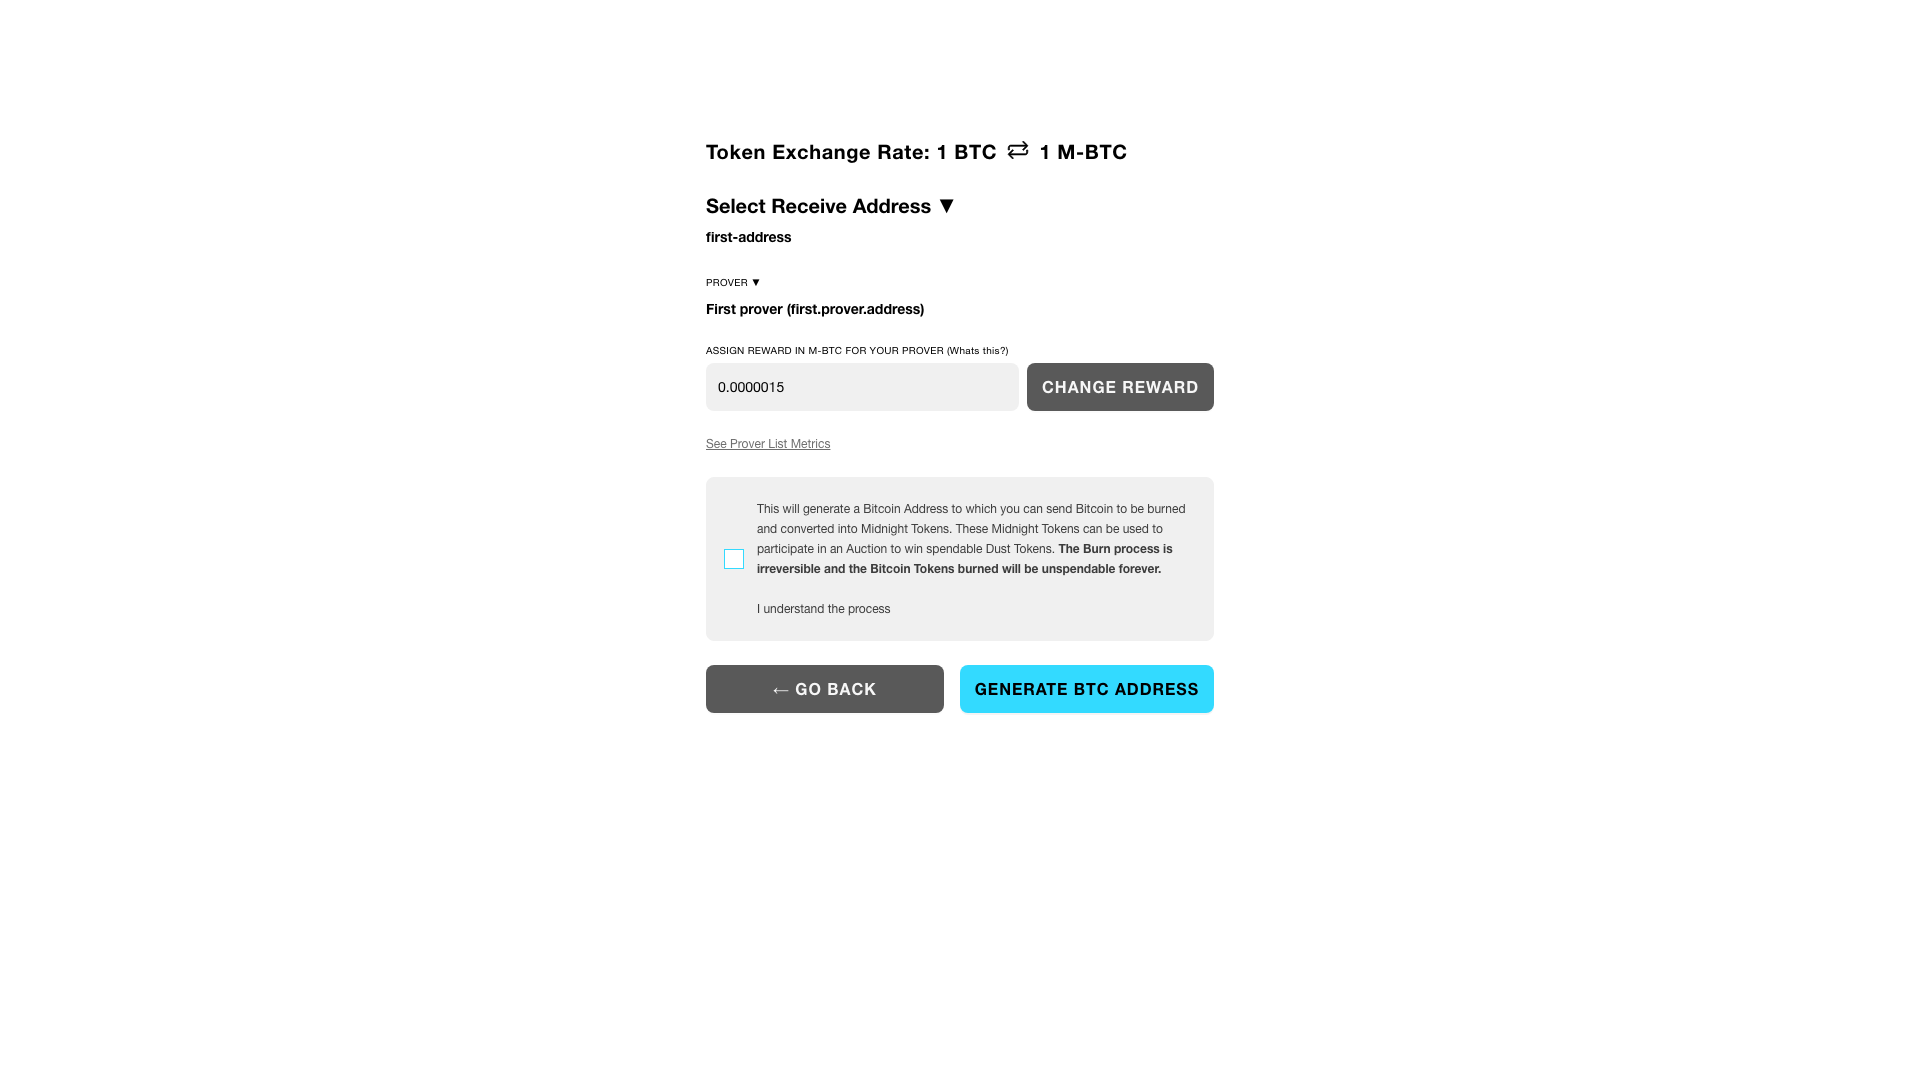 Token Exchange Rate: 1 BTC ⇄ 1 M-BTC
Select Receive Address ▼
first-address
PROVER ▼
First prover (first.prover.address)
ASSIGN REWARD IN M-BTC FOR YOUR PROVER (Whats this?)
0.0000015
CHANGE REWARD
See Prover List Metrics
This will generate a Bitcoin Address to which you can send Bitcoin to be burned
and converted into Midnight Tokens. These Midnight Tokens can be used to
participate in an Auction to win spendable Dust Tokens. The Burn process is
irreversible and the Bitcoin Tokens burned will be unspendable forever.
I understand the process
← GO BACK
GENERATE BTC ADDRESS